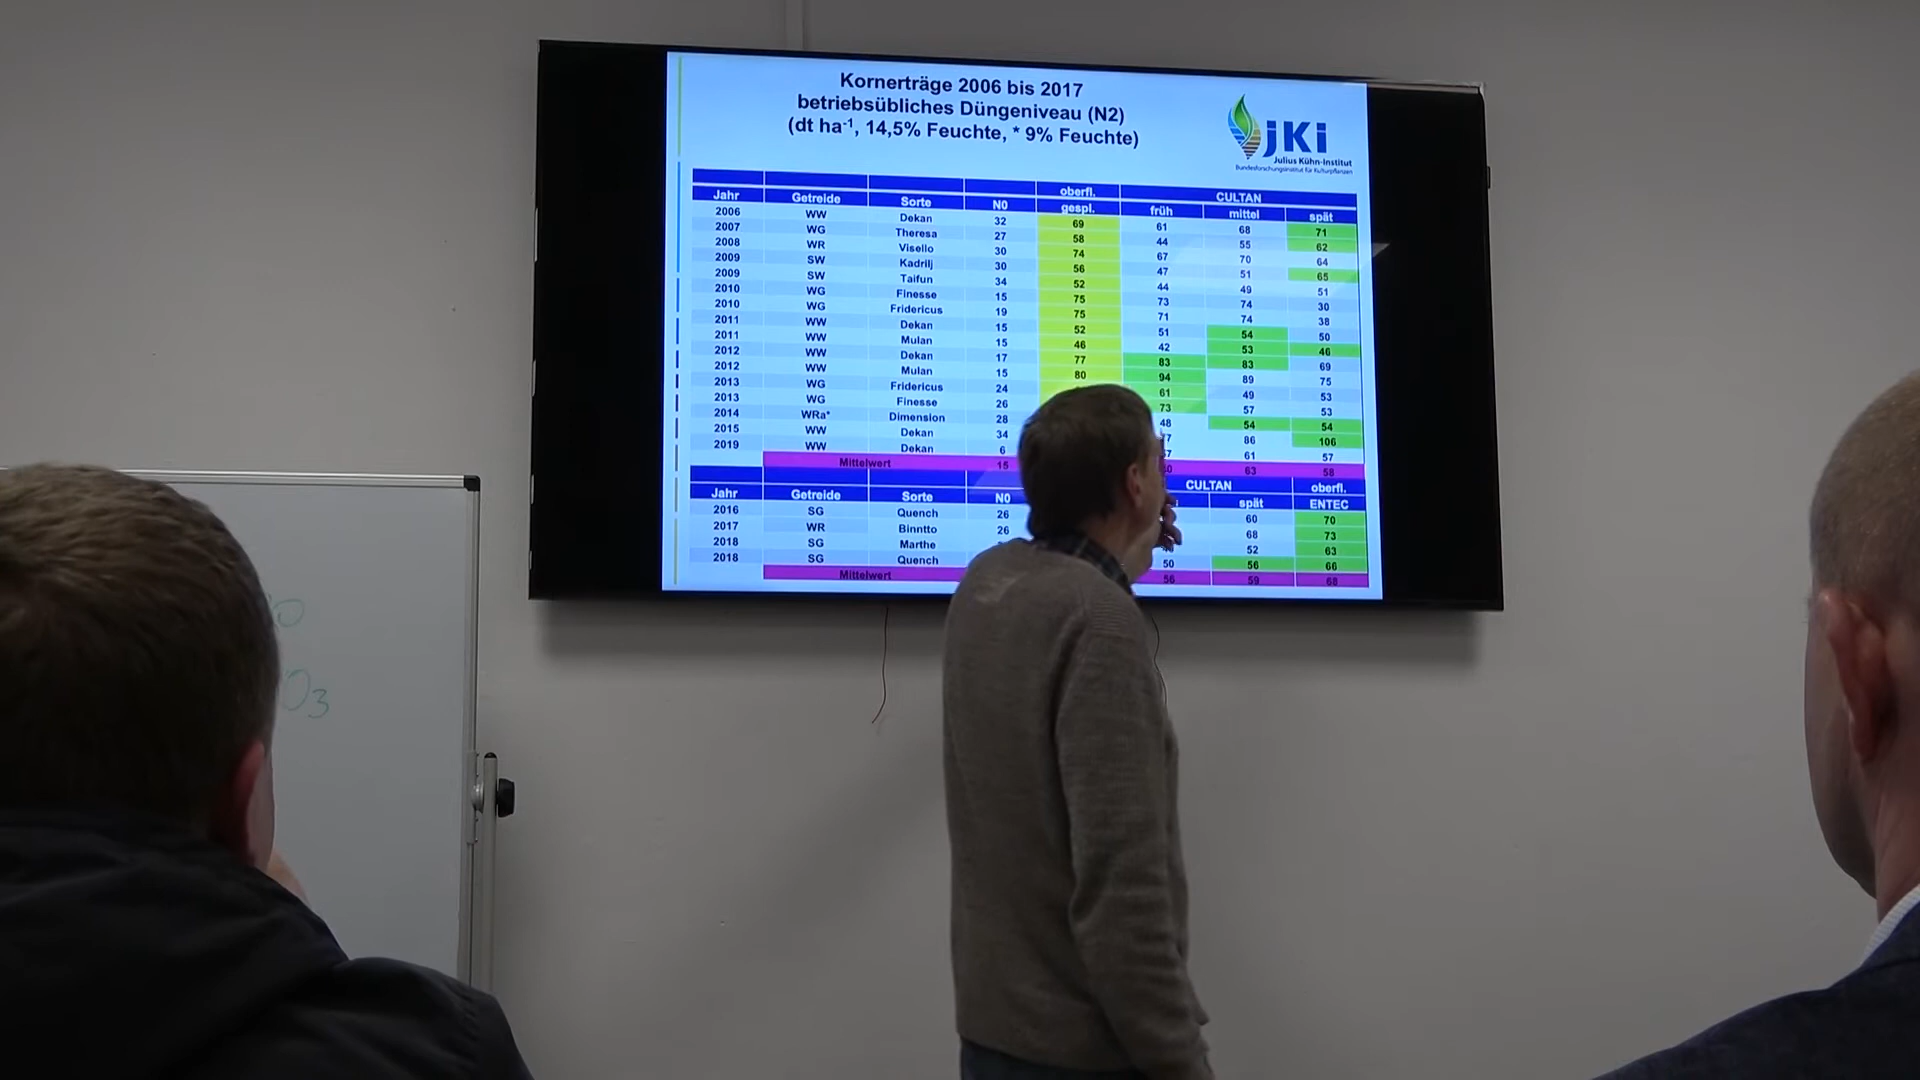 Kornerträge 2006 bis 2017
betriebsübliches Düngeniveau (N2)
(dt ha-1, 14,5% Feuchte, * 9% Feuchte)
jKi
Julius Kühn-Institut
Bundesforschungsinstitut für Kulturpflanzen
oberfl. CULTAN
Jahr Getreide Sorte N0 gespl. früh mittel spät
2006 WW Dekan 32 69 61 68 71
2007 WG Theresa 27 58 44 55 62
2008 WR Visello 30 74 67 70 64
2009 SW Kadrilj 30 56 47 51 65
2009 SW Taifun 34 52 44 49 51
2010 WG Finesse 15 75 73 74 30
2010 WG Fridericus 19 75 71 74 38
2011 WW Dekan 15 52 51 54 50
2011 WW Mulan 15 46 42 53 46
2012 WW Dekan 17 77 83 83 69
2012 WW Mulan 15 80 94 89 75
2013 WG Fridericus 24 61 49 53
2013 WG Finesse 26 73 57 53
2014 WRa* Dimension 28 48 54 54
2015 WW Dekan 34 86 106
2019 WW Dekan 6 61 57
Mittelwert 15 63 58
CULTAN oberfl.
Jahr Getreide Sorte N0 spät ENTEC
2016 SG Quench 26 60 70
2017 WR Binntto 26 68 73
2018 SG Marthe 52 63
2018 SG Quench 50 56 66
Mittelwert 56 59 68
O3